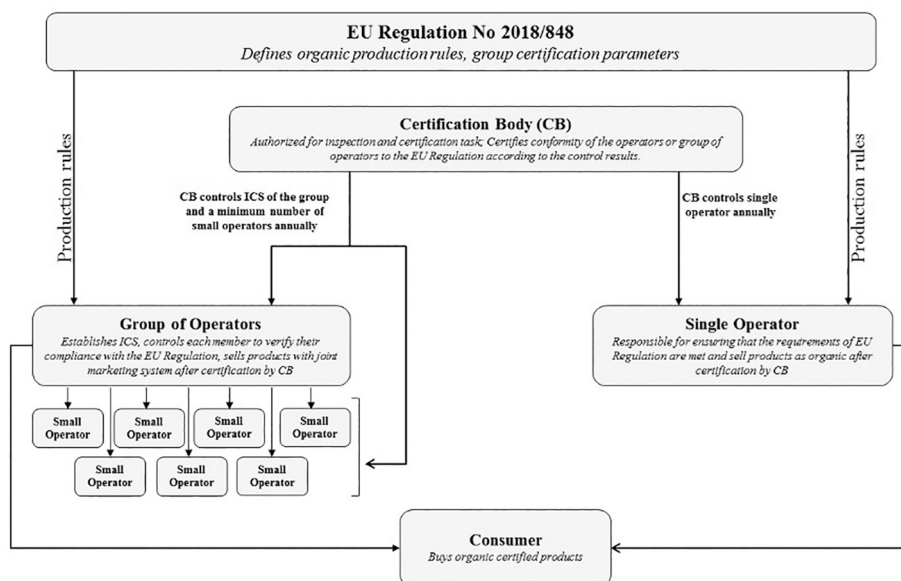 EU Regulation No 2018/848
Defines organic production rules, group certification parameters
Certification Body (CB)
Authorized for inspection and certification task; Certifies conformity of the operators or group of
operators to the EU Regulation according to the control results.
Production rules
CB controls ICS of the group
and a minimum number of
small operators annually
CB controls single
operator annually
Production rules
Group of Operators
Establishes ICS, controls each member to verify their
compliance with the EU Regulation, sells products with joint
marketing system after certification by CB
Single Operator
Responsible for ensuring that the requirements of EU
Regulation are met and sell products as organic after
certification by CB
Small
Operator
Small
Operator
Small
Operator
Small
Operator
Small
Operator
Small
Operator
Small
Operator
Consumer
Buys organic certified products